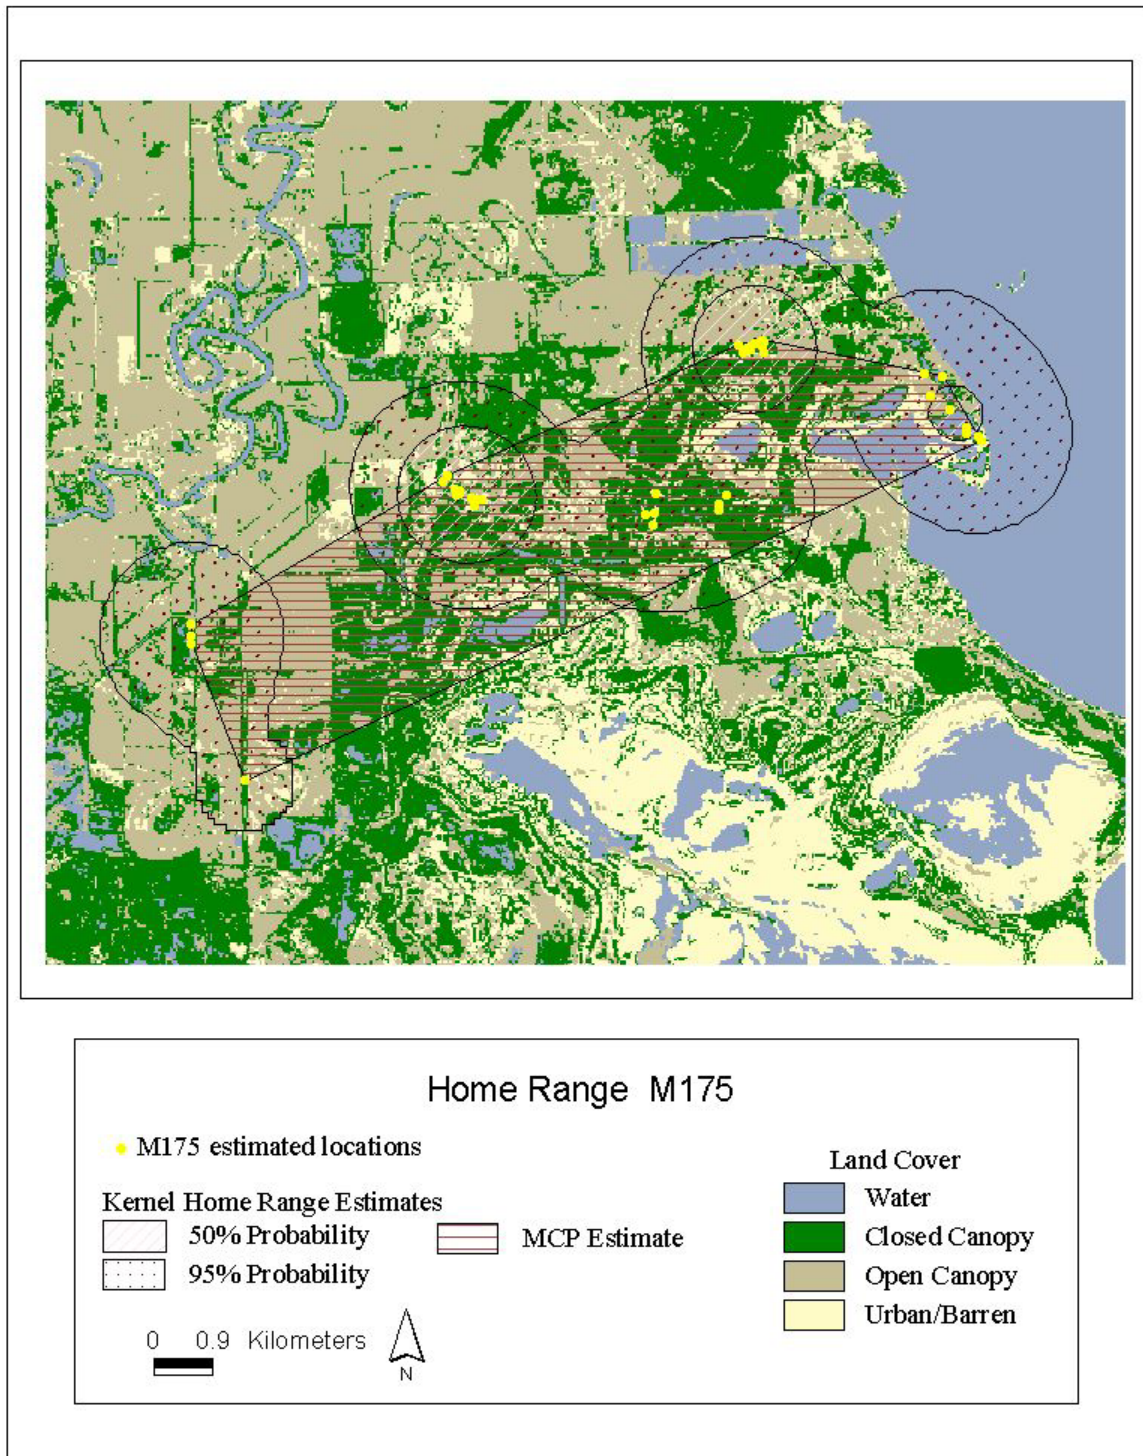 Home Range M175
M175 estimated locations
Kernel Home Range Estimates
50% Probability
95% Probability
MCP Estimate
0 0.9 Kilometers
N
Land Cover
Water
Closed Canopy
Open Canopy
Urban/Barren